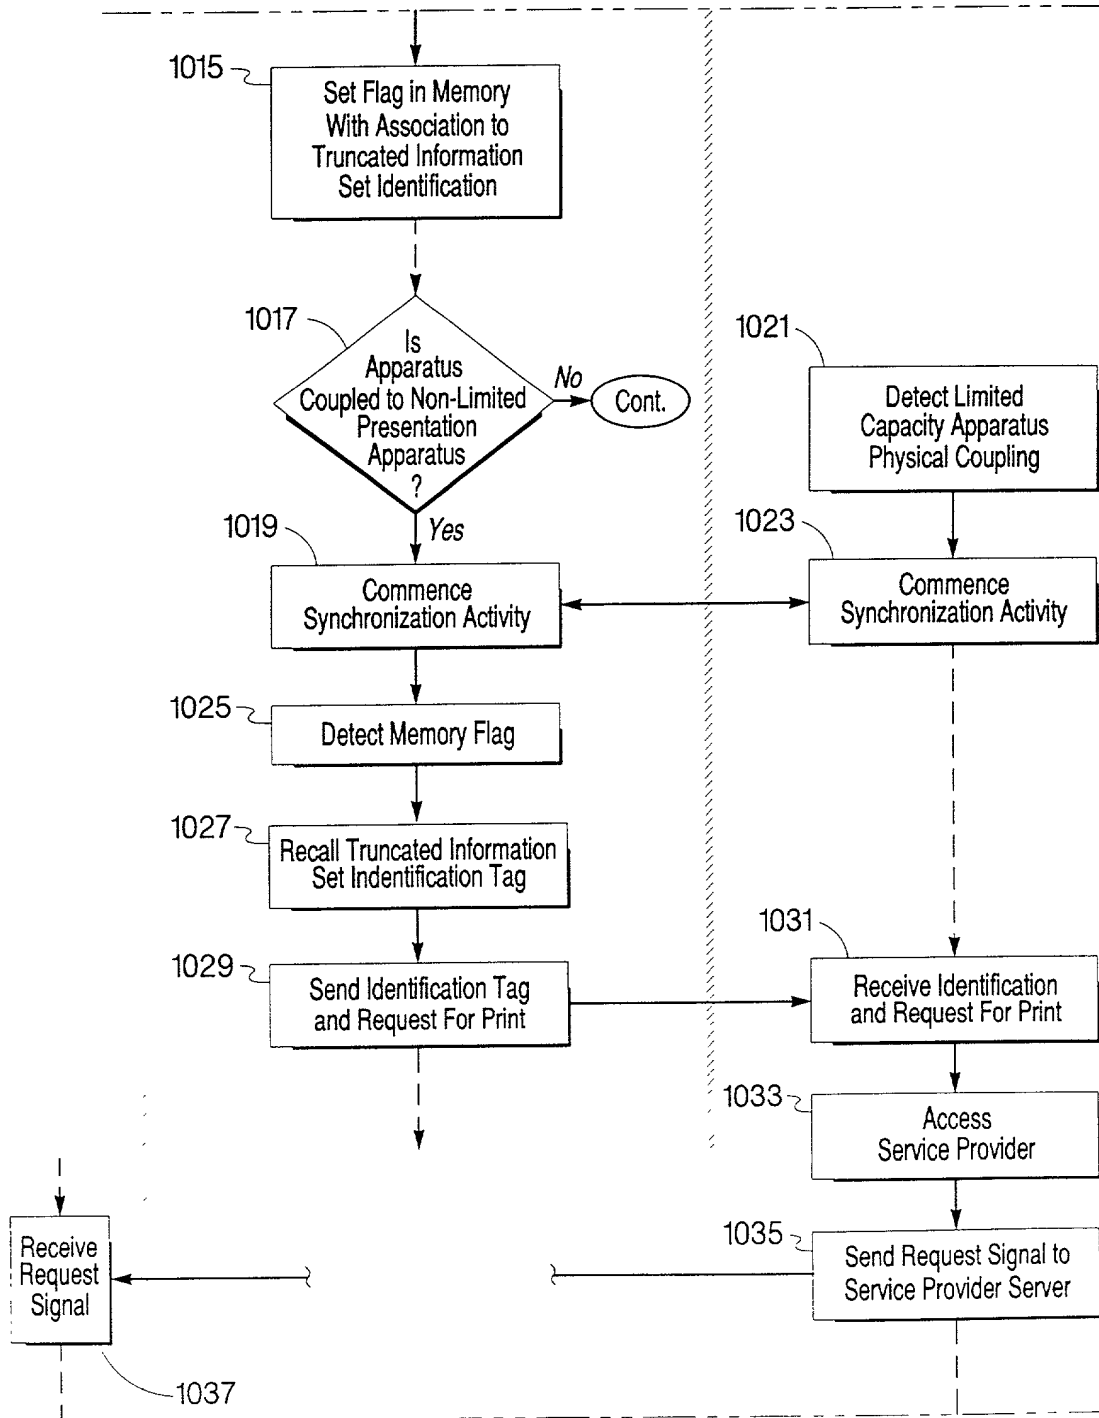 1015
Set Flag in Memory
With Association to
Truncated Information
Set Identification
1017
Is
Apparatus
Coupled to Non-Limited
Presentation
Apparatus
?
No
Cont.
Yes
1021
Detect Limited
Capacity Apparatus
Physical Coupling
1019
Commence
Synchronization Activity
1023
Commence
Synchronization Activity
1025
Detect Memory Flag
1027
Recall Truncated Information
Set Indentification Tag
1029
Send Identification Tag
and Request For Print
1031
Receive Identification
and Request For Print
1033
Access
Service Provider
1035
Send Request Signal to
Service Provider Server
Receive
Request
Signal
1037